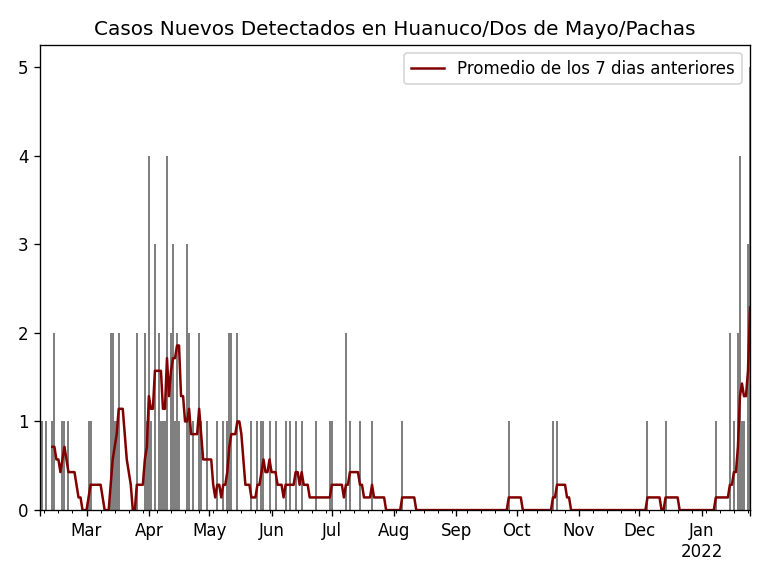 Casos Nuevos Detectados en Huanuco/Dos de Mayo/Pachas
Promedio de los 7 dias anteriores
5
4
3
2
1
0
Mar Apr May Jun Jul Aug Sep Oct Nov Dec Jan
2022